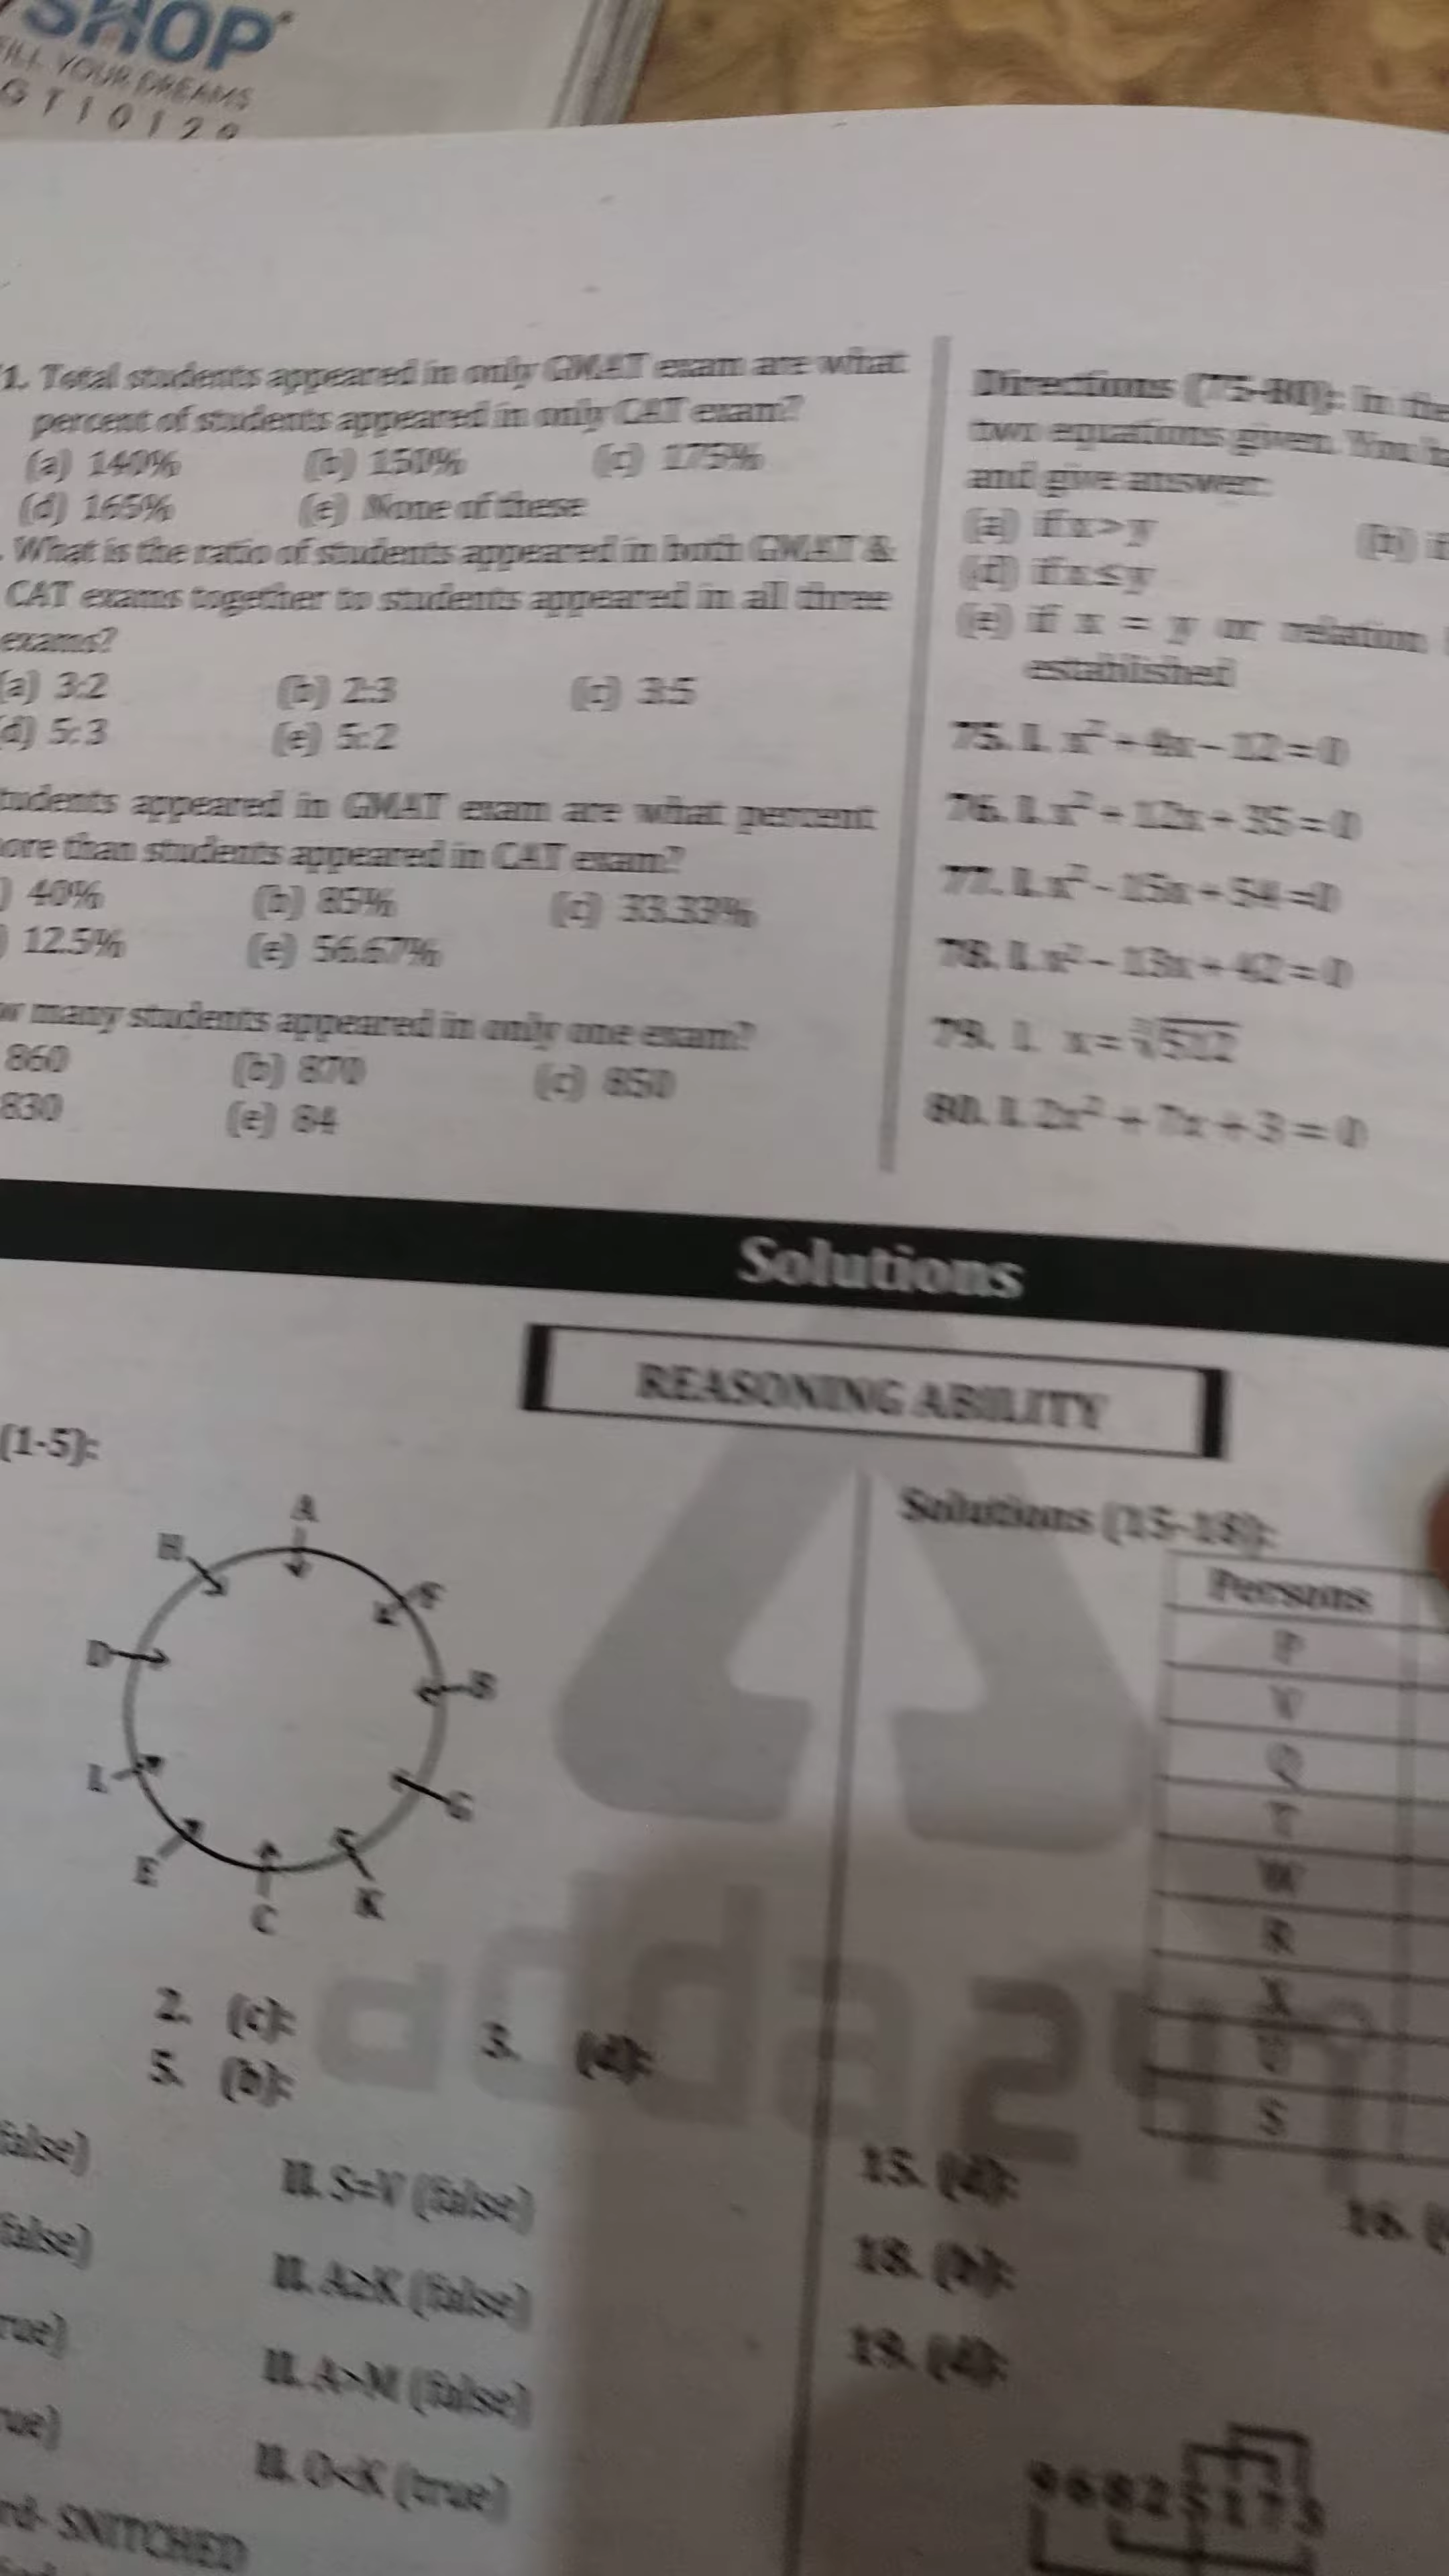 SHOP
YOUR DREAMS
1. Total students appeared in only GMAT exam are what
percent of students appeared in only CAT exam?
(a) 140% (b) 150% (c) 175%
(d) 165% (e) None of these
. What is the ratio of students appeared in both GMAT &
CAT exams together to students appeared in all three
exams?
(a) 3:2 (b) 2:3 (c) 3:5
d) 5:3 (e) 5:2
tudents appeared in GMAT exam are what percent
ore than students appeared in CAT exam?
) 40% (b) 85% (c) 33.33%
) 12.5% (e) 56.67%
w many students appeared in only one exam?
860 (b) 870 (c) 850
830 (e) 84
Directions (75-80): In the
two equations given. You h
and give answer:
(a) if x>y (b) if
(d) if x≤y
(e) if x = y or relation
established
75. I. x² + 4x - 12 = 0
76. I. x² + 12x + 35 = 0
77. I. x² - 15x + 54 = 0
78. I. x² - 13x + 42 = 0
79. I. x = ∛512
80. I. 2x² + 7x + 3 = 0
Solutions
REASONING ABILITY
(1-5):
A
H
F
D
B
G
E
K
C
2. (c): 3. (d):
5. (b):
false) II. S=V (false)
false) II. A≥K (false)
rue) II. A>M (false)
ue) II. O<K (true)
rd- SNITCHED
Solutions (15-18):
Persons
P
V
Q
T
W
R
X
U
S
15. (d): 16. (
18. (b):
19. (d):
adda247